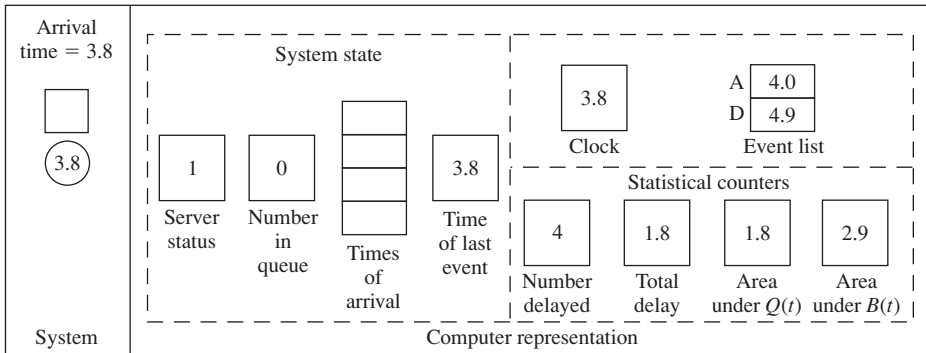 Arrival
time = 3.8
3.8
System
System state
1
Server
status
0
Number
in
queue
Times
of
arrival
3.8
Time
of last
event
3.8
Clock
A 4.0
D 4.9
Event list
Statistical counters
4
Number
delayed
1.8
Total
delay
1.8
Area
under Q(t)
2.9
Area
under B(t)
Computer representation